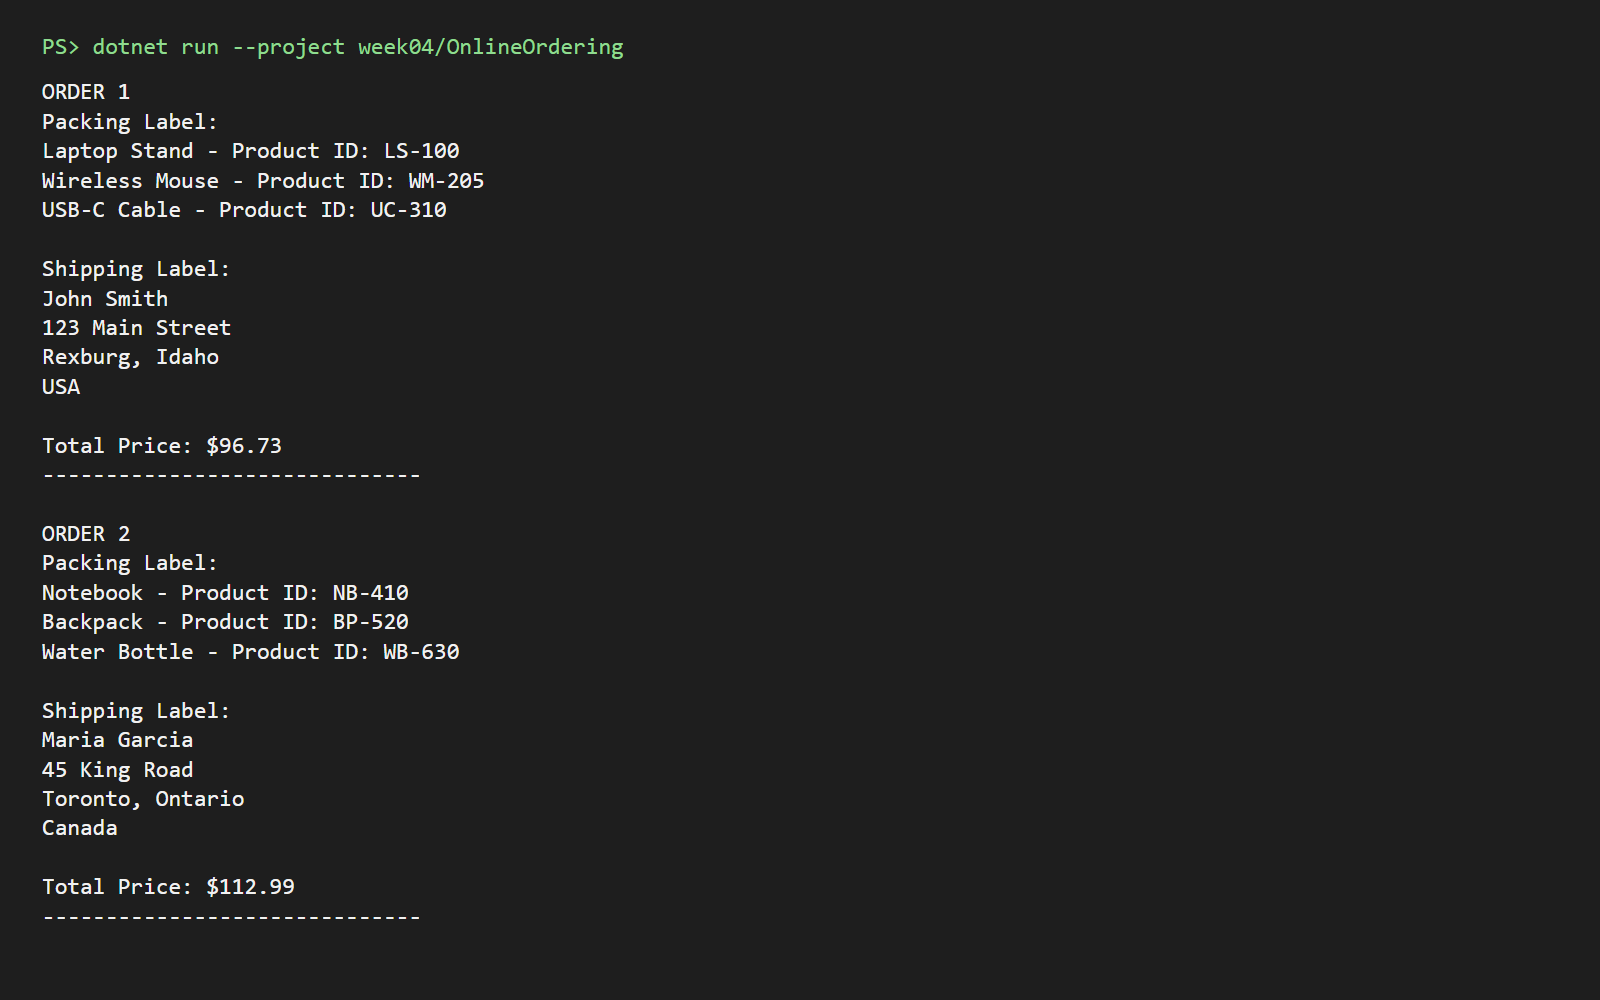 PS> dotnet run --project week04/OnlineOrdering
ORDER 1
Packing Label:
Laptop Stand - Product ID: LS-100
Wireless Mouse - Product ID: WM-205
USB-C Cable - Product ID: UC-310
Shipping Label:
John Smith
123 Main Street
Rexburg, Idaho
USA
Total Price: $96.73
------------------------------
ORDER 2
Packing Label:
Notebook - Product ID: NB-410
Backpack - Product ID: BP-520
Water Bottle - Product ID: WB-630
Shipping Label:
Maria Garcia
45 King Road
Toronto, Ontario
Canada
Total Price: $112.99
------------------------------